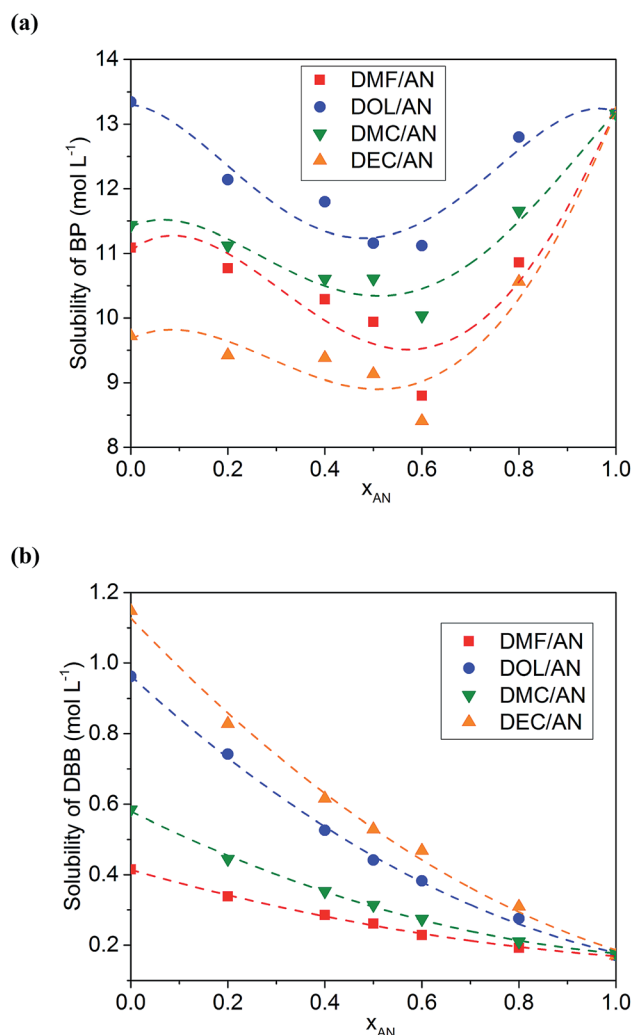 (a)
14
13
12
11
10
9
8
Solubility of BP (mol L⁻¹)
DMF/AN
DOL/AN
DMC/AN
DEC/AN
0.0 0.2 0.4 0.6 0.8 1.0
x_AN
(b)
1.2
1.0
0.8
0.6
0.4
0.2
Solubility of DBB (mol L⁻¹)
DMF/AN
DOL/AN
DMC/AN
DEC/AN
0.0 0.2 0.4 0.6 0.8 1.0
x_AN